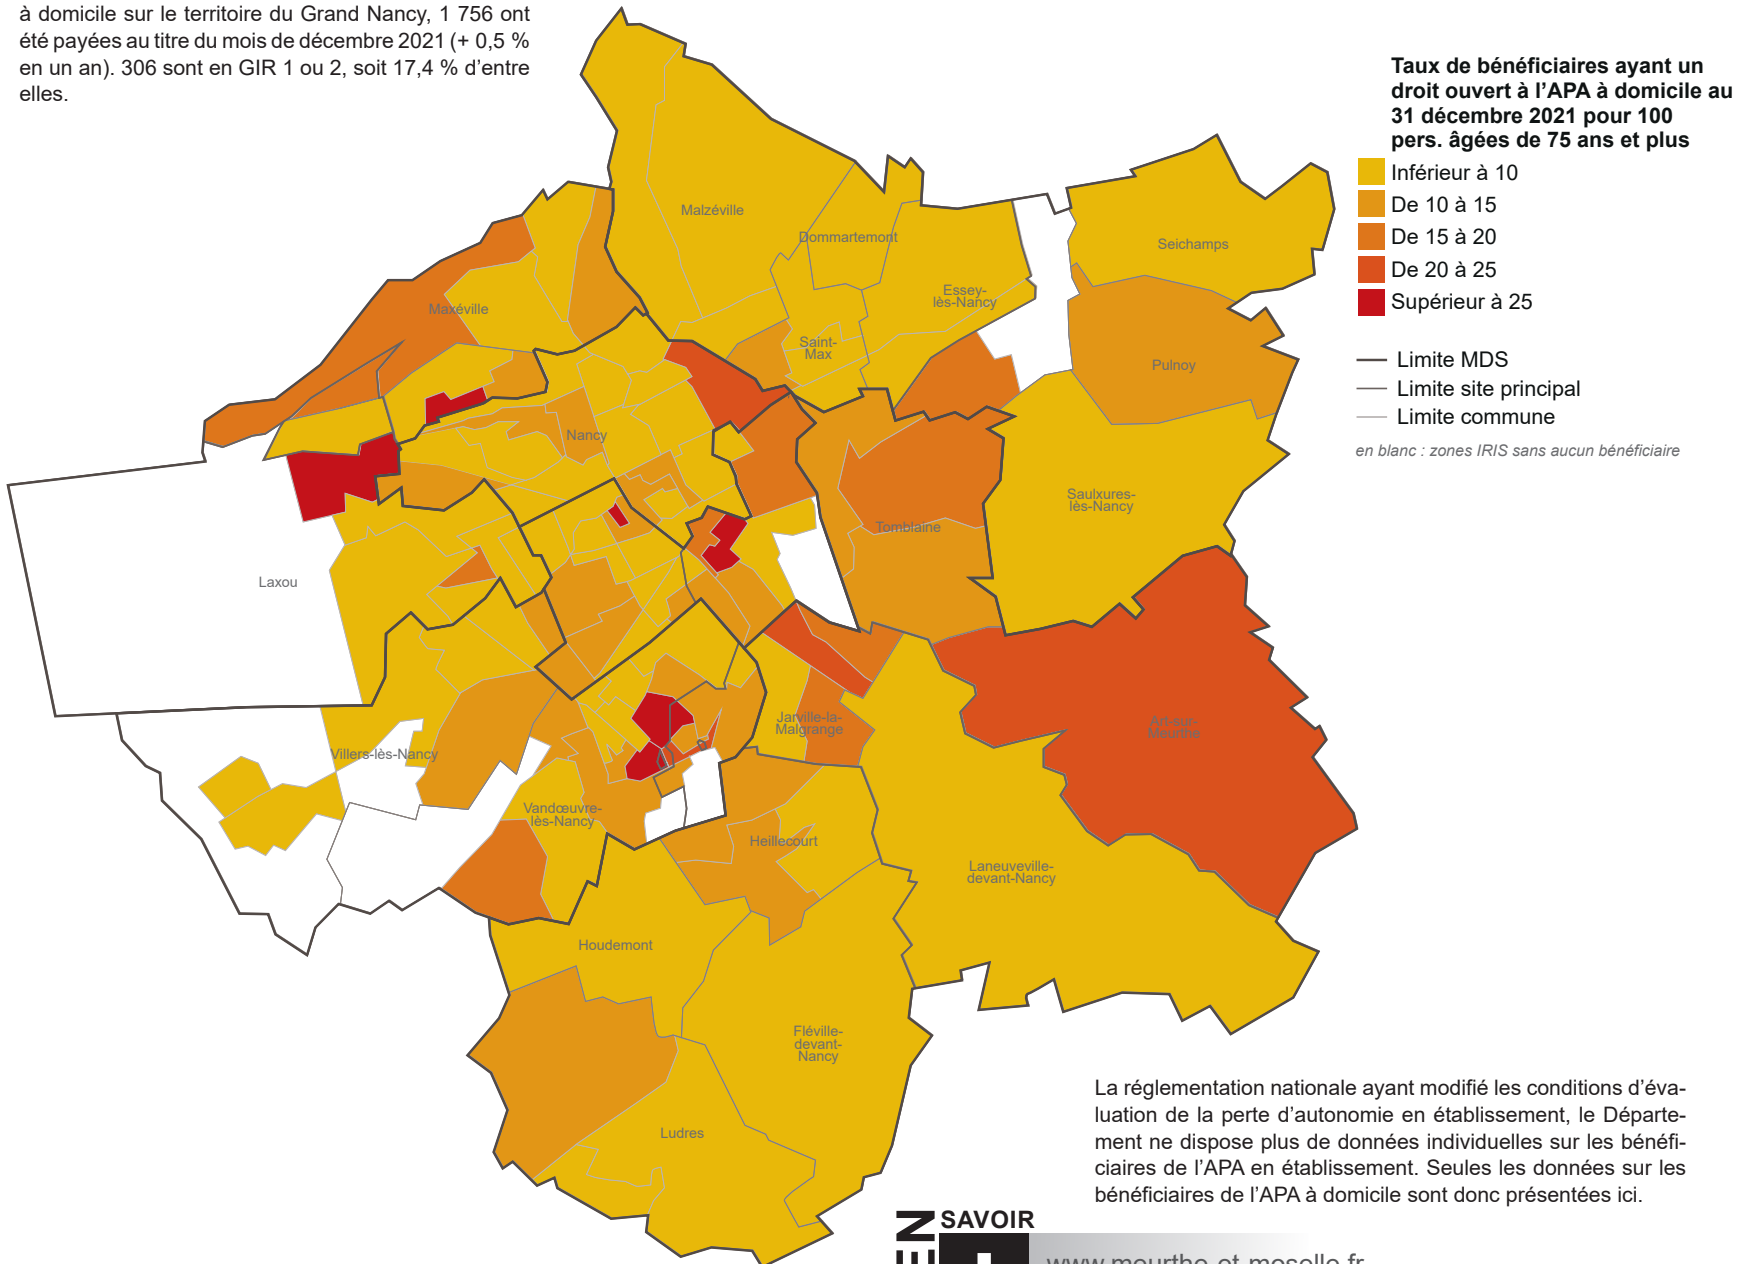 à domicile sur le territoire du Grand Nancy, 1 756 ont
été payées au titre du mois de décembre 2021 (+ 0,5 %
en un an). 306 sont en GIR 1 ou 2, soit 17,4 % d’entre
elles.
Taux de bénéficiaires ayant un
droit ouvert à l’APA à domicile au
31 décembre 2021 pour 100
pers. âgées de 75 ans et plus
Inférieur à 10
De 10 à 15
De 15 à 20
De 20 à 25
Supérieur à 25
Limite MDS
Limite site principal
Limite commune
en blanc : zones IRIS sans aucun bénéficiaire
Malzéville
Dommartemont
Seichamps
Essey-
lès-Nancy
Maxéville
Saint-
Max
Pulnoy
Nancy
Saulxures-
lès-Nancy
Tomblaine
Laxou
Jarville-la-
Malgrange
Art-sur-
Meurthe
Villers-lès-Nancy
Vandœuvre-
lès-Nancy
Heillecourt
Laneuveville-
devant-Nancy
Houdemont
Fléville-
devant-
Nancy
Ludres
La réglementation nationale ayant modifié les conditions d’éva-
luation de la perte d’autonomie en établissement, le Départe-
ment ne dispose plus de données individuelles sur les bénéfi-
ciaires de l’APA en établissement. Seules les données sur les
bénéficiaires de l’APA à domicile sont donc présentées ici.
EN
SAVOIR
+
www.meurthe-et-moselle.fr